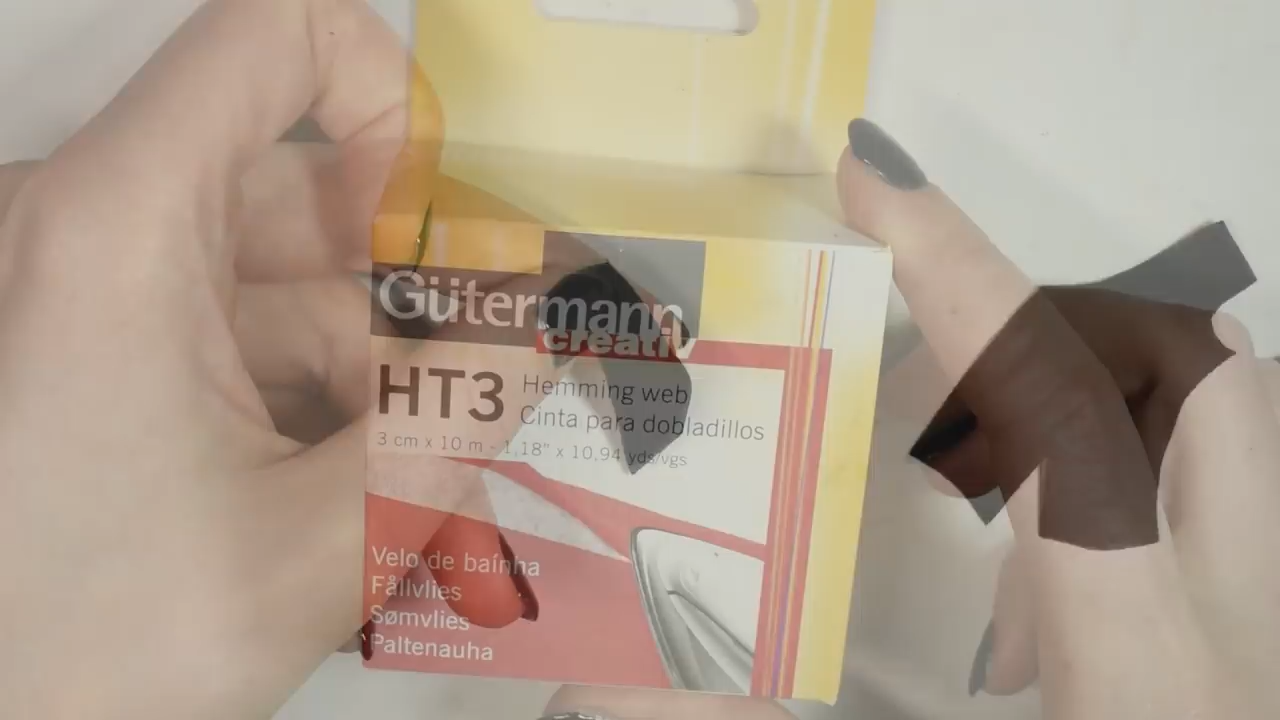 Gütermann
creativ
HT3 Hemming web
Cinta para dobladillos
3 cm x 10 m - 1,18" x 10,94 yds/vgs
Velo de baínha
Fållvlies
Sømvlies
Paltenauha